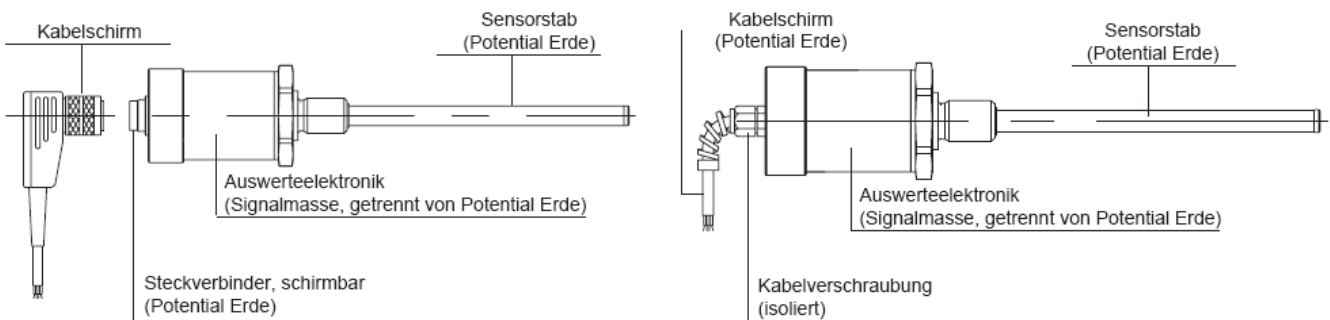 Kabelschirm
Sensorstab
(Potential Erde)
Auswerteelektronik
(Signalmasse, getrennt von Potential Erde)
Steckverbinder, schirmbar
(Potential Erde)
Kabelschirm
(Potential Erde)
Sensorstab
(Potential Erde)
Auswerteelektronik
(Signalmasse, getrennt von Potential Erde)
Kabelverschraubung
(isoliert)